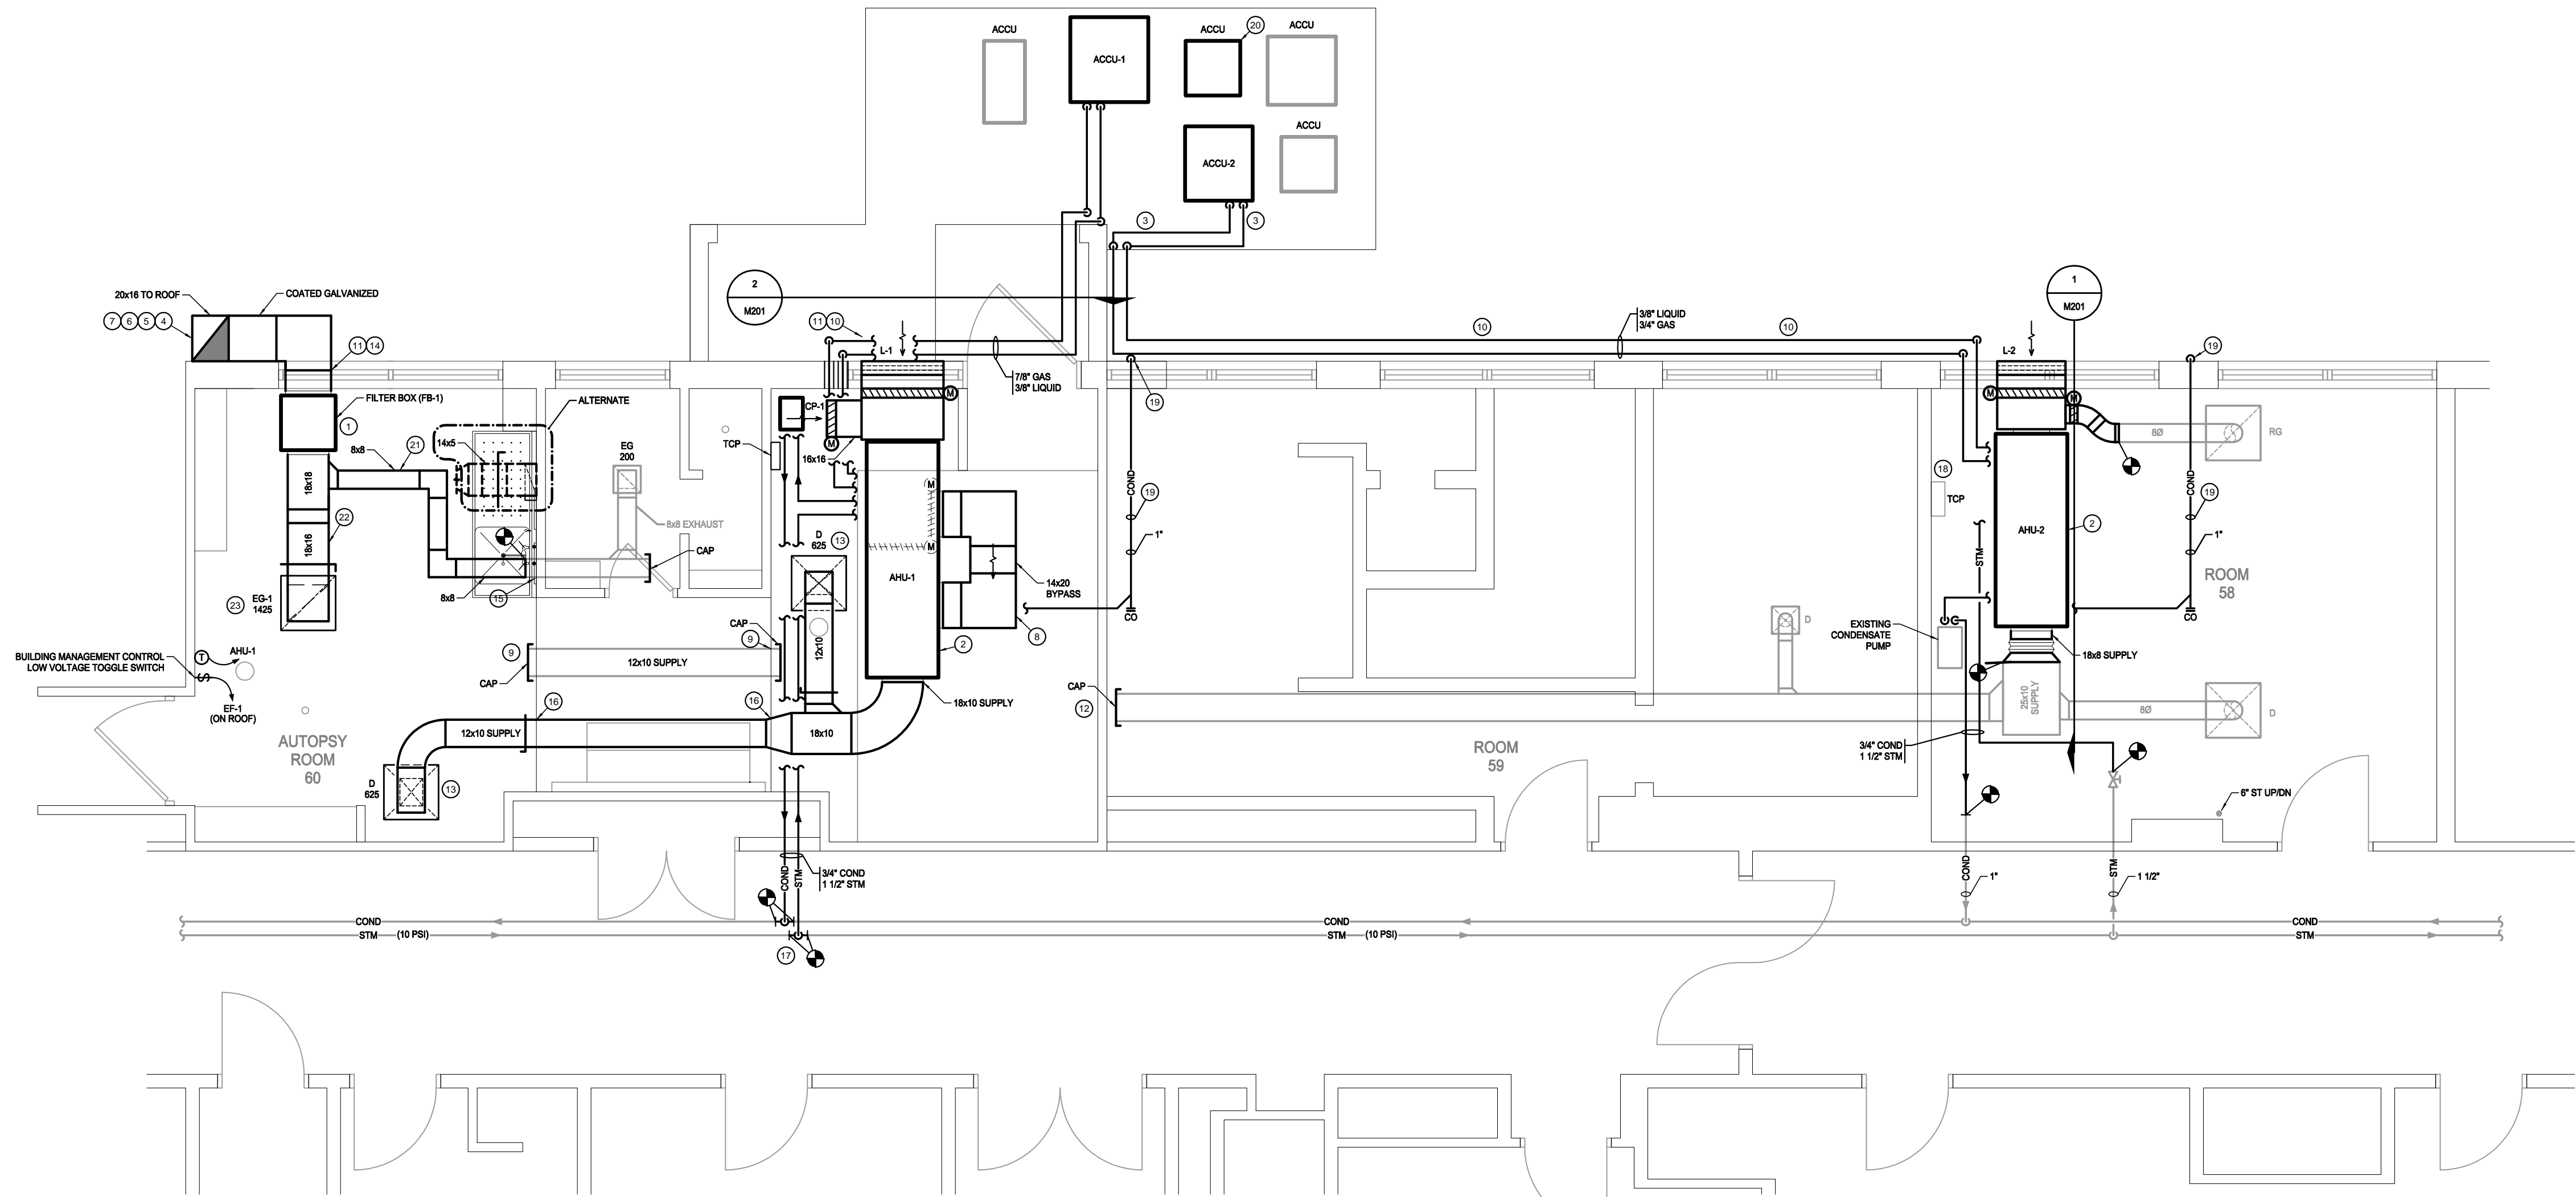 ACCU
ACCU-1
ACCU
20
ACCU
ACCU-2
ACCU
3
3
2
M201
1
M201
20x16 TO ROOF
COATED GALVANIZED
7
6
5
4
11
14
11
10
L-1
7/8" GAS
3/8" LIQUID
3/8" LIQUID
3/4" GAS
10
10
L-2
19
FILTER BOX (FB-1)
1
ALTERNATE
14x5
21
8x8
18x18
22
18x16
EG
200
8x8 EXHAUST
CAP
8x8
15
23
EG-1
1425
TCP
CP-1
M
M
16x16
M
M
D
625
13
AHU-1
14x20
BYPASS
8
2
19
COND
19
1"
CO
M
M
8Ø
RG
18
TCP
AHU-2
2
STM
COND
19
1"
CO
ROOM
58
EXISTING
CONDENSATE
PUMP
18x8 SUPPLY
BUILDING MANAGEMENT CONTROL
LOW VOLTAGE TOGGLE SWITCH
T
AHU-1
S
EF-1
(ON ROOF)
9
CAP
12x10 SUPPLY
CAP
9
12x10
16
16
12x10 SUPPLY
18x10
18x10 SUPPLY
AUTOPSY
ROOM
60
D
625
13
CAP
12
D
25x10
SUPPLY
8Ø
D
ROOM
59
3/4" COND
1 1/2" STM
6" ST UP/DN
COND
STM
3/4" COND
1 1/2" STM
COND
1"
STM
1 1/2"
COND
COND
COND
STM
(10 PSI)
STM
(10 PSI)
STM
17